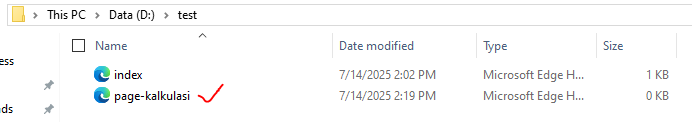 This PC > Data (D:) > test
Name Date modified Type Size
ess
index 7/14/2025 2:02 PM Microsoft Edge H... 1 KB
page-kalkulasi 7/14/2025 2:19 PM Microsoft Edge H... 0 KB
ads